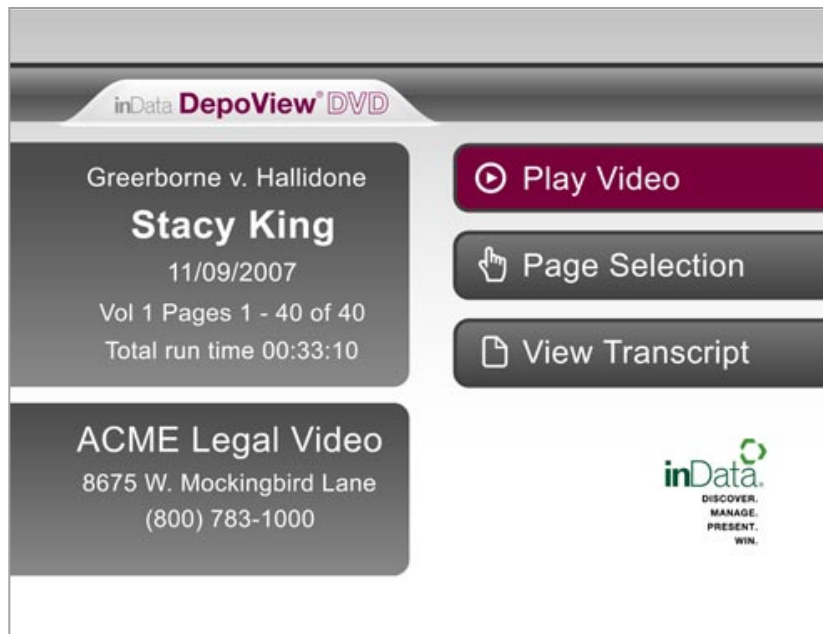 inData DepoView® DVD
Greerborne v. Hallidone
Stacy King
11/09/2007
Vol 1 Pages 1 - 40 of 40
Total run time 00:33:10
ACME Legal Video
8675 W. Mockingbird Lane
(800) 783-1000
Play Video
Page Selection
View Transcript
inData®
DISCOVER.
MANAGE.
PRESENT.
WIN.